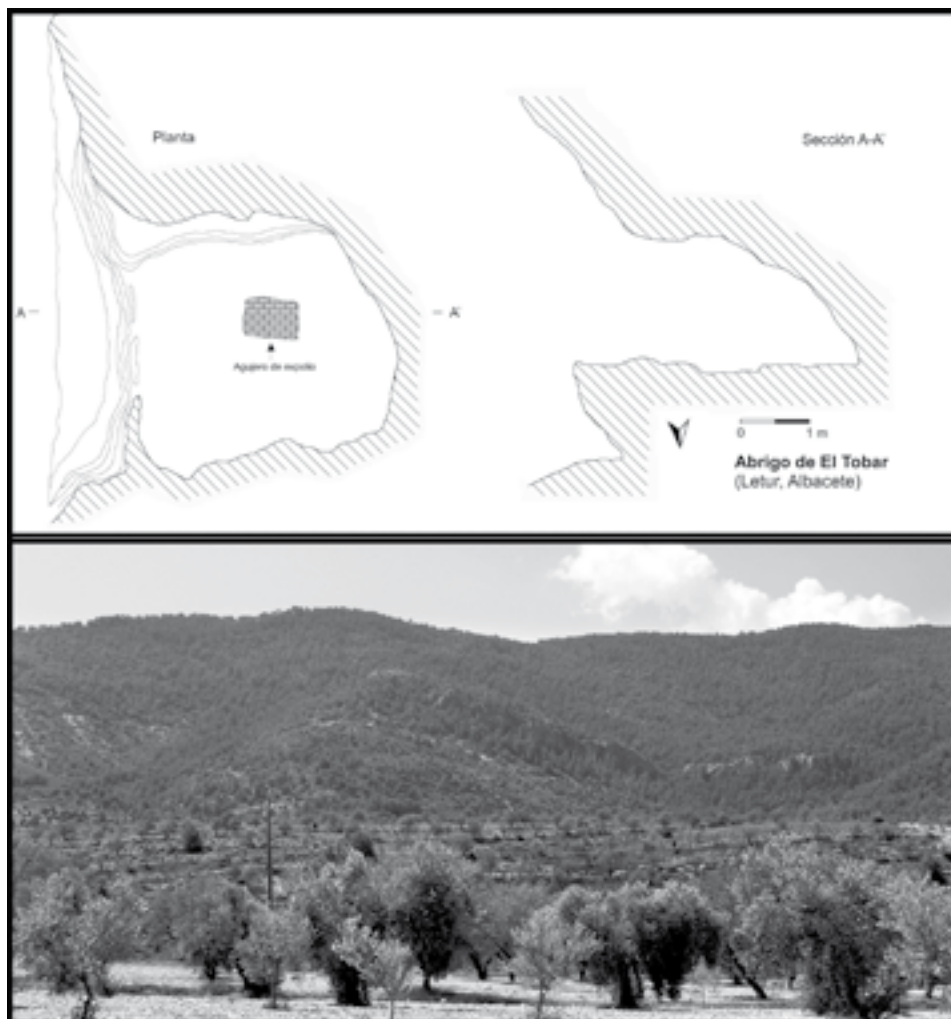 Planta
Sección A-A'
A
A'
Agujero de expolio
0 1 m
Abrigo de El Tobar
(Letur, Albacete)